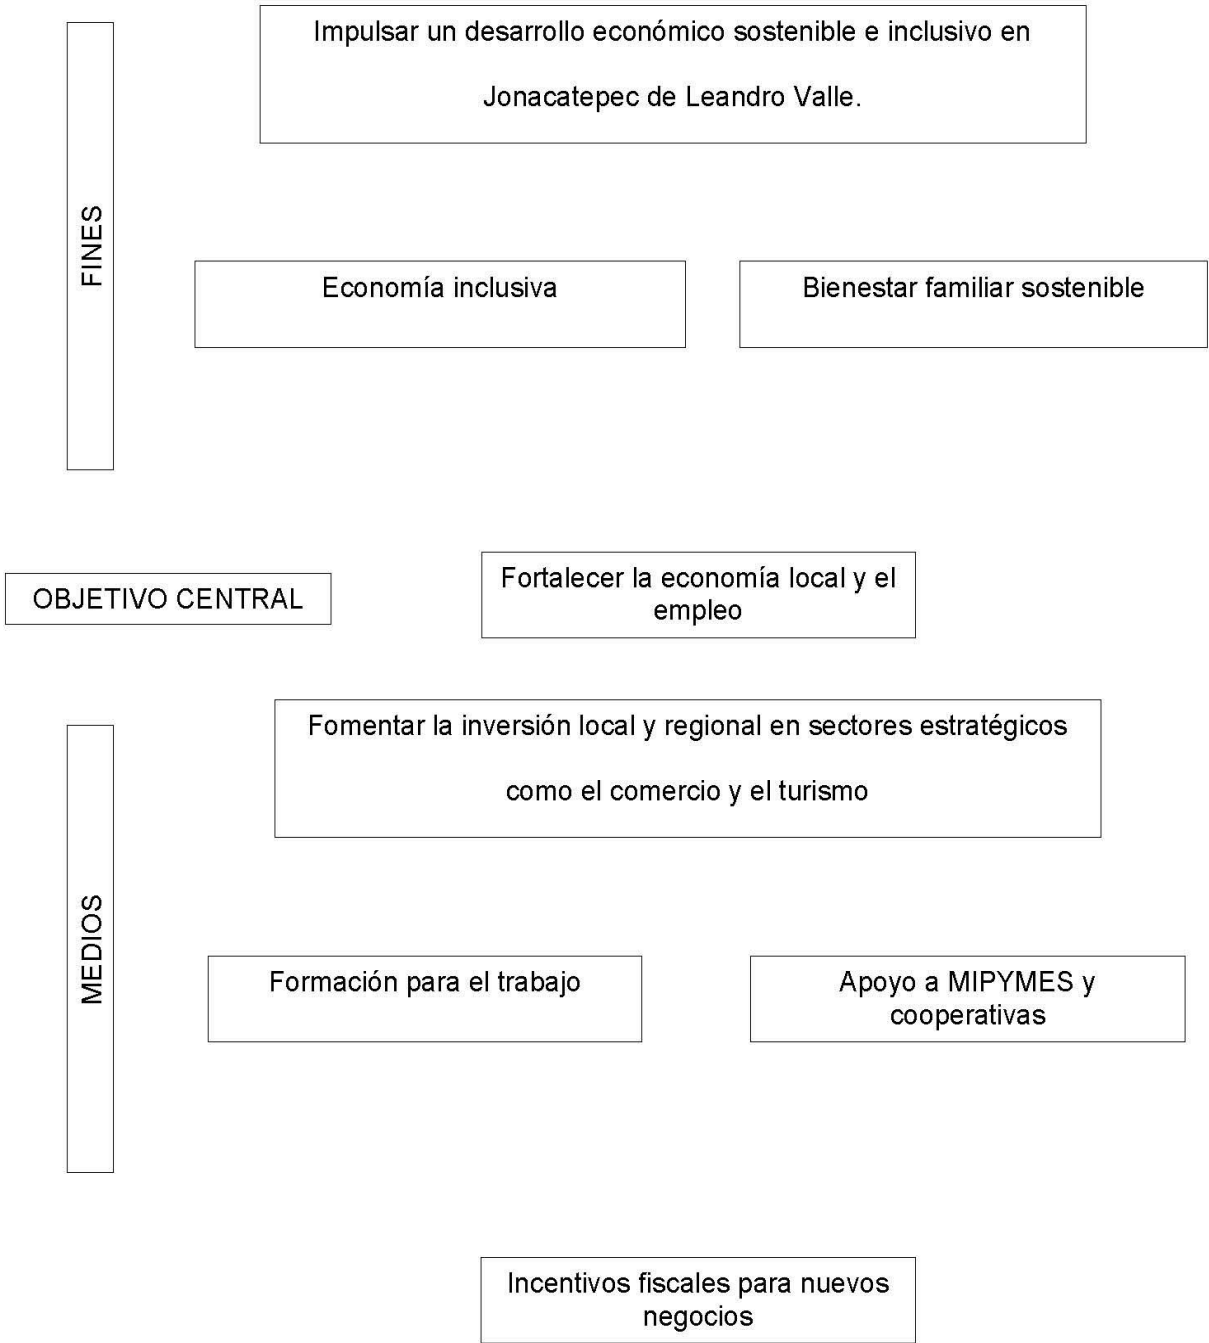 Impulsar un desarrollo económico sostenible e inclusivo en
Jonacatepec de Leandro Valle.
FINES
Economía inclusiva
Bienestar familiar sostenible
OBJETIVO CENTRAL
Fortalecer la economía local y el
empleo
Fomentar la inversión local y regional en sectores estratégicos
como el comercio y el turismo
MEDIOS
Formación para el trabajo
Apoyo a MIPYMES y
cooperativas
Incentivos fiscales para nuevos
negocios